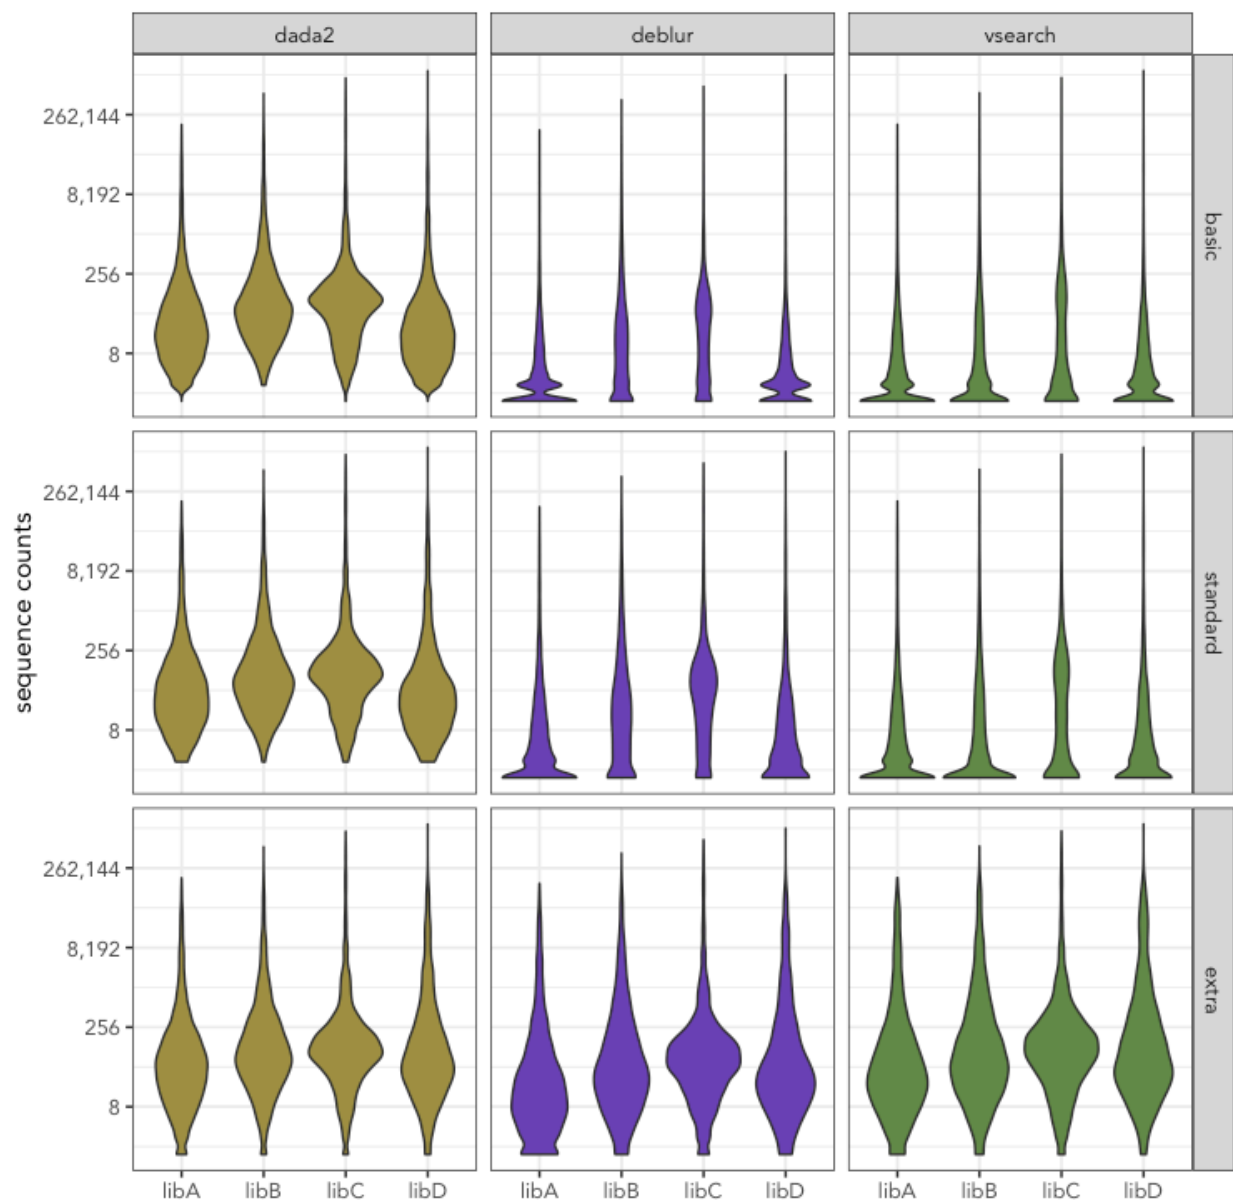 dada2 deblur vsearch
262,144
8,192
256
8
basic
sequence counts
262,144
8,192
256
8
standard
262,144
8,192
256
8
extra
libA libB libC libD libA libB libC libD libA libB libC libD